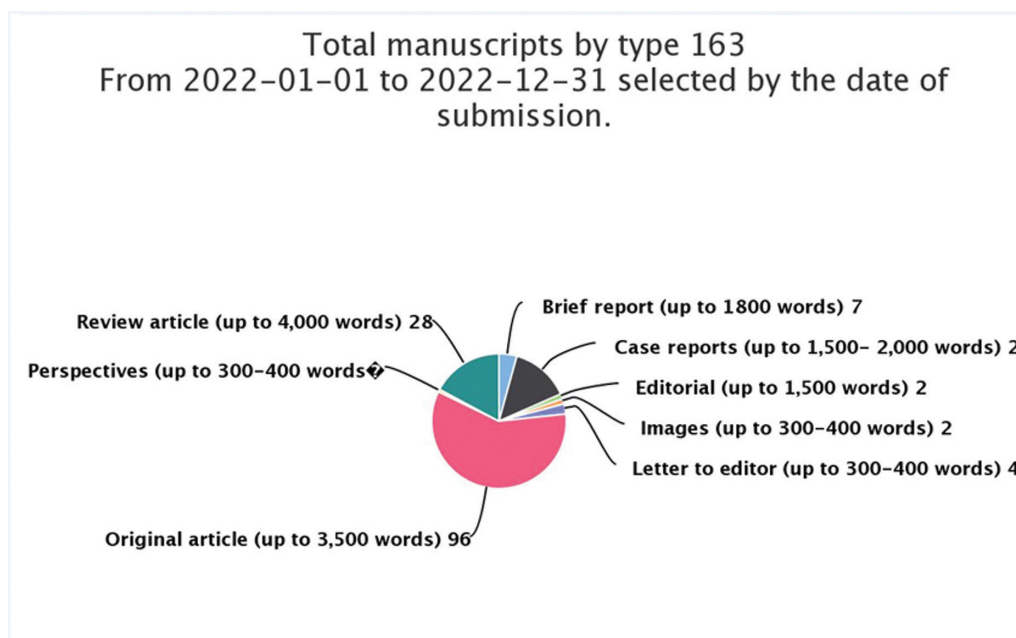 Total manuscripts by type 163
From 2022-01-01 to 2022-12-31 selected by the date of
submission.
Brief report (up to 1800 words) 7
Review article (up to 4,000 words) 28
Case reports (up to 1,500- 2,000 words) 2
Perspectives (up to 300-400 words�
Editorial (up to 1,500 words) 2
Images (up to 300-400 words) 2
Letter to editor (up to 300-400 words) 4
Original article (up to 3,500 words) 96